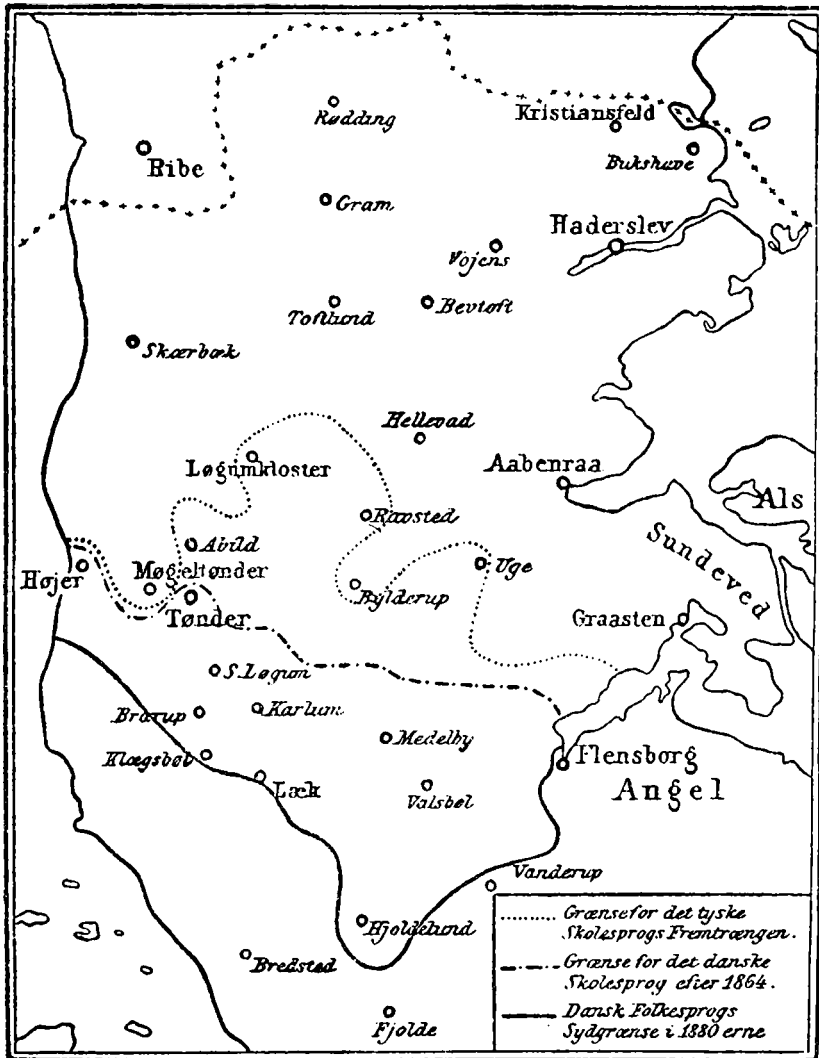 Rødding
Kristiansfeld
Ribe
Bukshave
Gram
Haderslev
Vojens
Toftlund
Bevtoft
Skærbæk
Hellevad
Løgumkloster
Aabenraa
Als
Ravsted
Abild
Sundeved
Højer
Møgeltønder
Uge
Bylderup
Tønder
Graasten
S. Løgum
Brarup
Karlum
Medelby
Klægsbøl
Flensborg
Læk
Angel
Valsbøl
Vanderup
Hjoldelund
Bredsted
Fjolde
Grænse for det tyske
Skolesprogs Fremtrængen.
Grænse for det danske
Skolesprog efter 1864.
Dansk Folkesprogs
Sydgrænse i 1880 erne